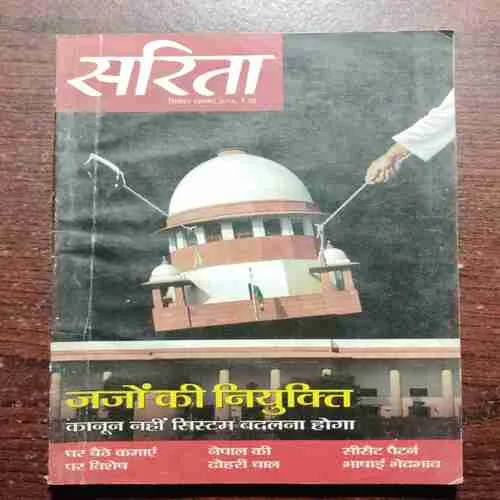 सरिता
जजों की नियुक्ति
कानून नहीं सिस्टम बदलना होगा
घर बैठे कमाएं
पर विशेष
नेपाल की
दोहरी चाल
सीसैट पैटर्न
भाषाई भेदभाव